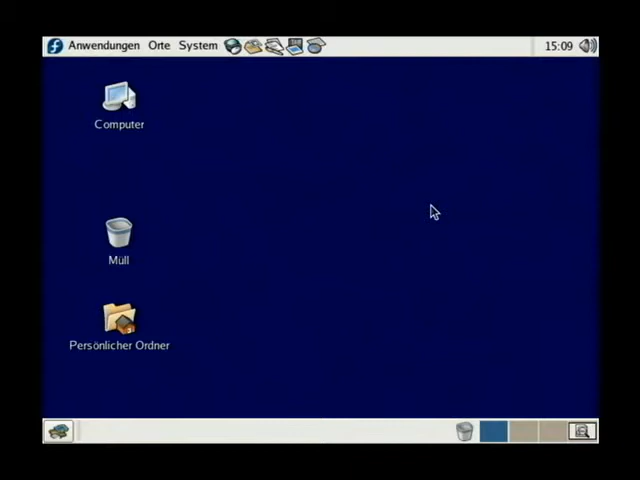 Anwendungen Orte System 15:09
Computer
Müll
Persönlicher Ordner